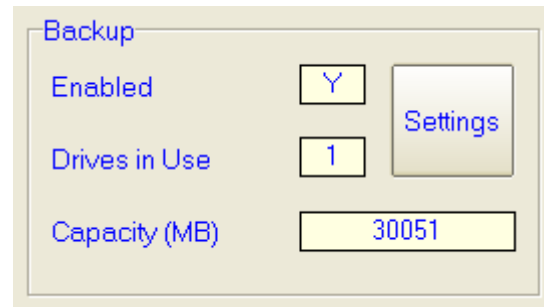 Backup
Enabled Y
Settings
Drives in Use 1
Capacity (MB) 30051